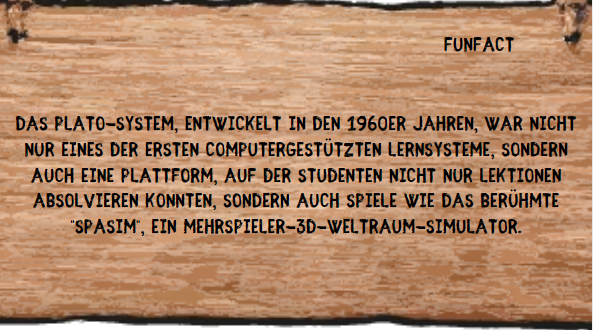 FUNFACT
DAS PLATO-SYSTEM, ENTWICKELT IN DEN 1960ER JAHREN, WAR NICHT
NUR EINES DER ERSTEN COMPUTERGESTÜTZTEN LERNSYSTEME, SONDERN
AUCH EINE PLATTFORM, AUF DER STUDENTEN NICHT NUR LEKTIONEN
ABSOLVIEREN KONNTEN, SONDERN AUCH SPIELE WIE DAS BERÜHMTE
"SPASIM", EIN MEHRSPIELER-3D-WELTRAUM-SIMULATOR.